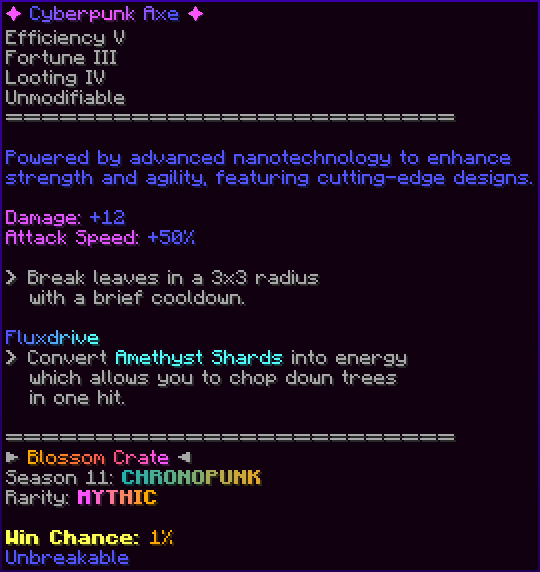 ✦ Cyberpunk Axe ✦
Efficiency V
Fortune III
Looting IV
Unmodifiable
==============================
Powered by advanced nanotechnology to enhance
strength and agility, featuring cutting-edge designs.
Damage: +12
Attack Speed: +50%
> Break leaves in a 3x3 radius
with a brief cooldown.
Fluxdrive
> Convert Amethyst Shards into energy
which allows you to chop down trees
in one hit.
==============================
► Blossom Crate ◄
Season 11: CHRONOPUNK
Rarity: MYTHIC
Win Chance: 1%
Unbreakable